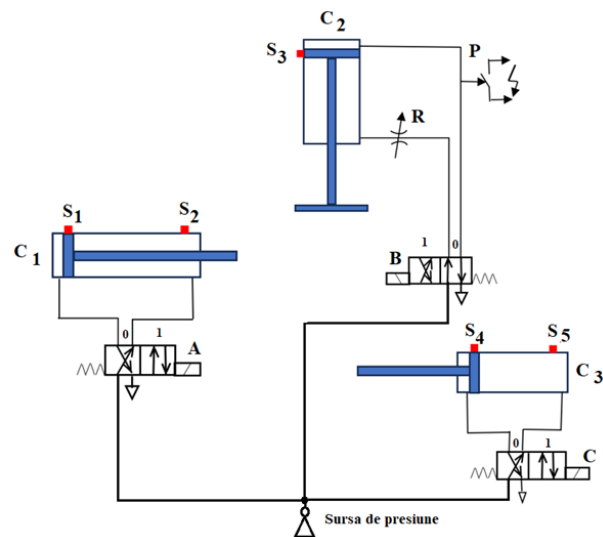 C2
S3
P
R
S1
S2
C1
1 0
B
0 1
A
S4
S5
C3
0 1
C
Sursa de presiune